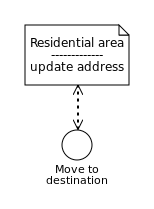 Residential area
-------------
update address
Move to
destination